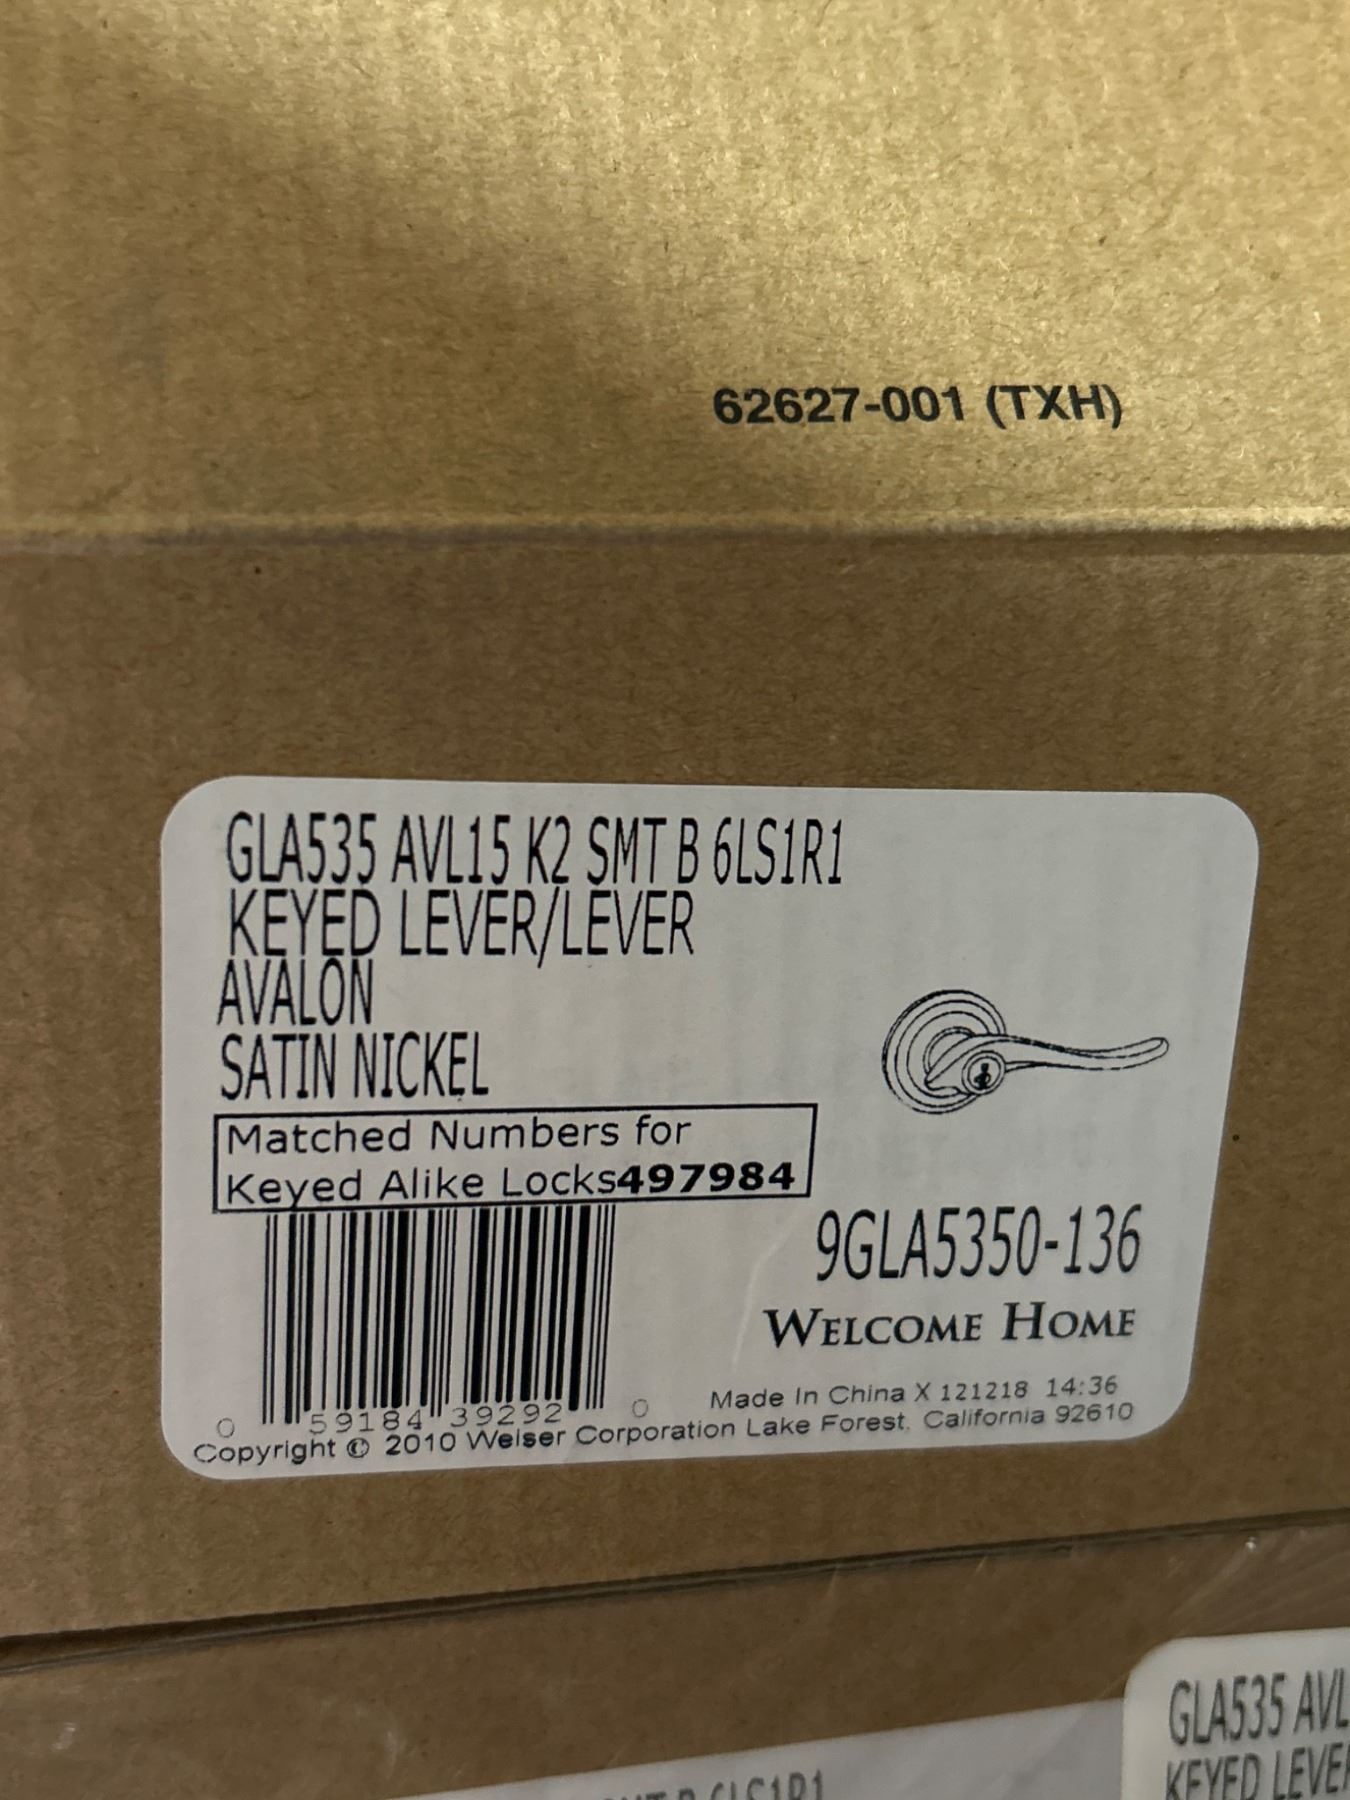 62627-001 (TXH)
GLA535 AVL15 K2 SMT B 6LS1R1
KEYED LEVER/LEVER
AVALON
SATIN NICKEL
Matched Numbers for
Keyed Alike Locks497984
9GLA5350-136
WELCOME HOME
Made In China X 121218 14:36
0 59184 39292 0
Copyright © 2010 Weiser Corporation Lake Forest, California 92610
GLA535 AVL
KEYED LEVE
B 6LS1R1